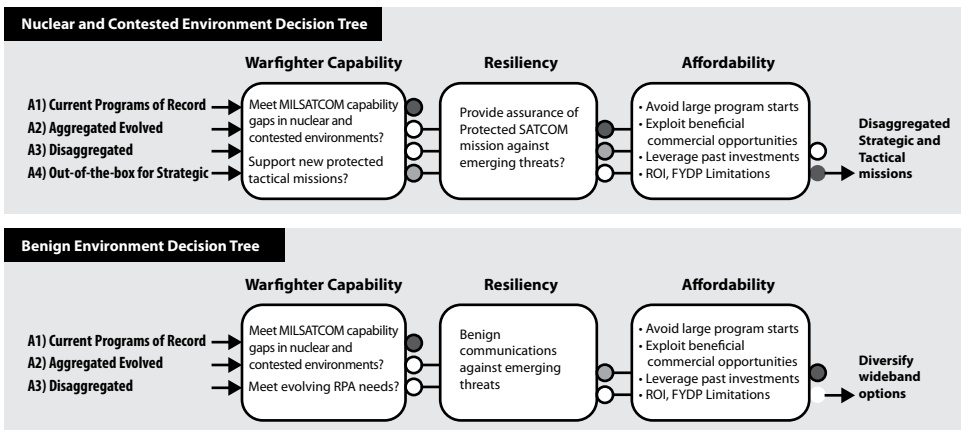 Nuclear and Contested Environment Decision Tree
Warfighter Capability
Resiliency
Affordability
A1) Current Programs of Record
A2) Aggregated Evolved
A3) Disaggregated
A4) Out-of-the-box for Strategic
Meet MILSATCOM capability
gaps in nuclear and
contested environments?
Support new protected
tactical missions?
Provide assurance of
Protected SATCOM
mission against
emerging threats?
• Avoid large program starts
• Exploit beneficial
commercial opportunities
• Leverage past investments
• ROI, FYDP Limitations
Disaggregated
Strategic and
Tactical
missions
Benign Environment Decision Tree
Warfighter Capability
Resiliency
Affordability
A1) Current Programs of Record
A2) Aggregated Evolved
A3) Disaggregated
Meet MILSATCOM capability
gaps in nuclear and
contested environments?
Meet evolving RPA needs?
Benign
communications
against emerging
threats
• Avoid large program starts
• Exploit beneficial
commercial opportunities
• Leverage past investments
• ROI, FYDP Limitations
Diversify
wideband
options